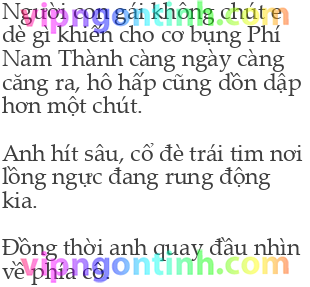 vipngontinh.com
Người con gái không chút e
dè gì khiến cho cơ bụng Phí
Nam Thành càng ngày càng
căng ra, hô hấp cũng dồn dập
hơn một chút.
Anh hít sâu, cổ đè trái tim nơi
lồng ngực đang rung động
kia.
Đồng thời anh quay đầu nhìn
về phía cô.
vipngontinh.com